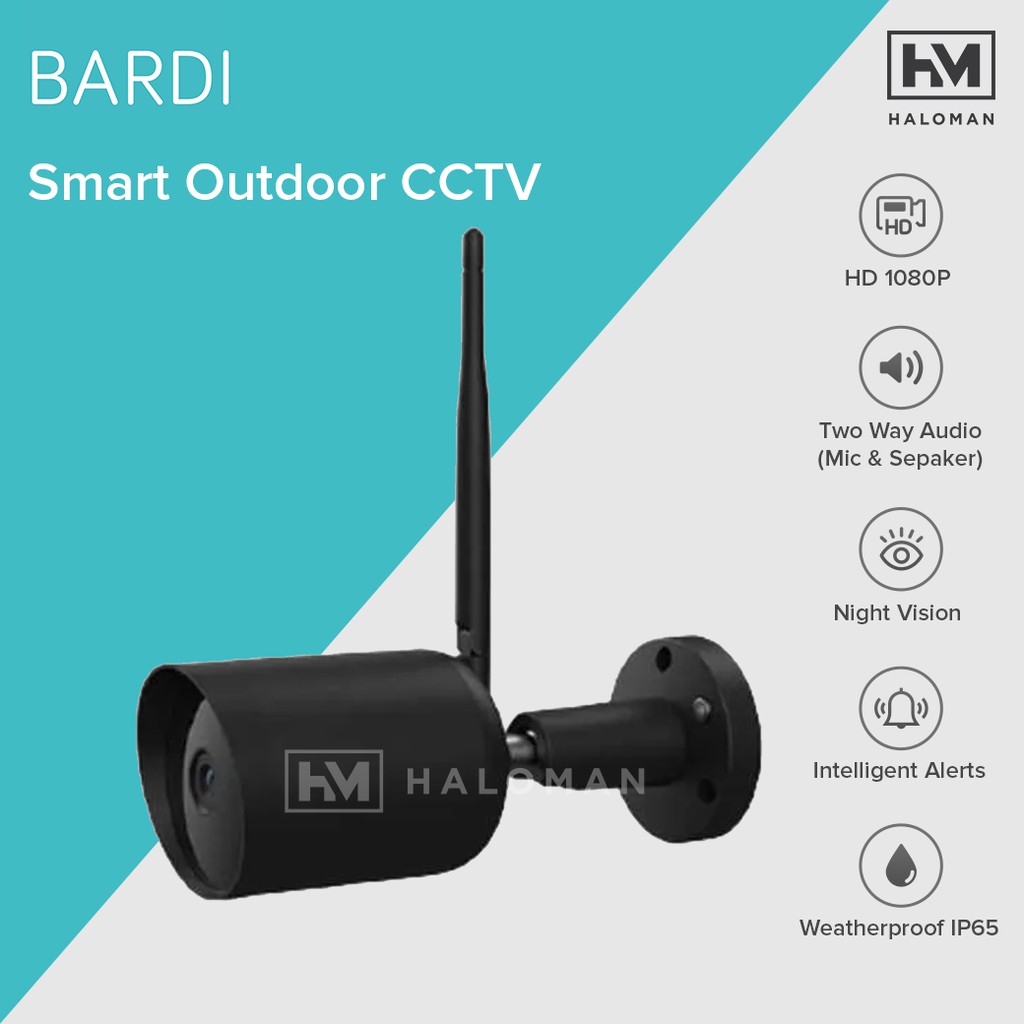 BARDI
Smart Outdoor CCTV
HM
HALOMAN
HD
HD 1080P
Two Way Audio
(Mic & Sepaker)
Night Vision
Intelligent Alerts
Weatherproof IP65
HM HALOMAN